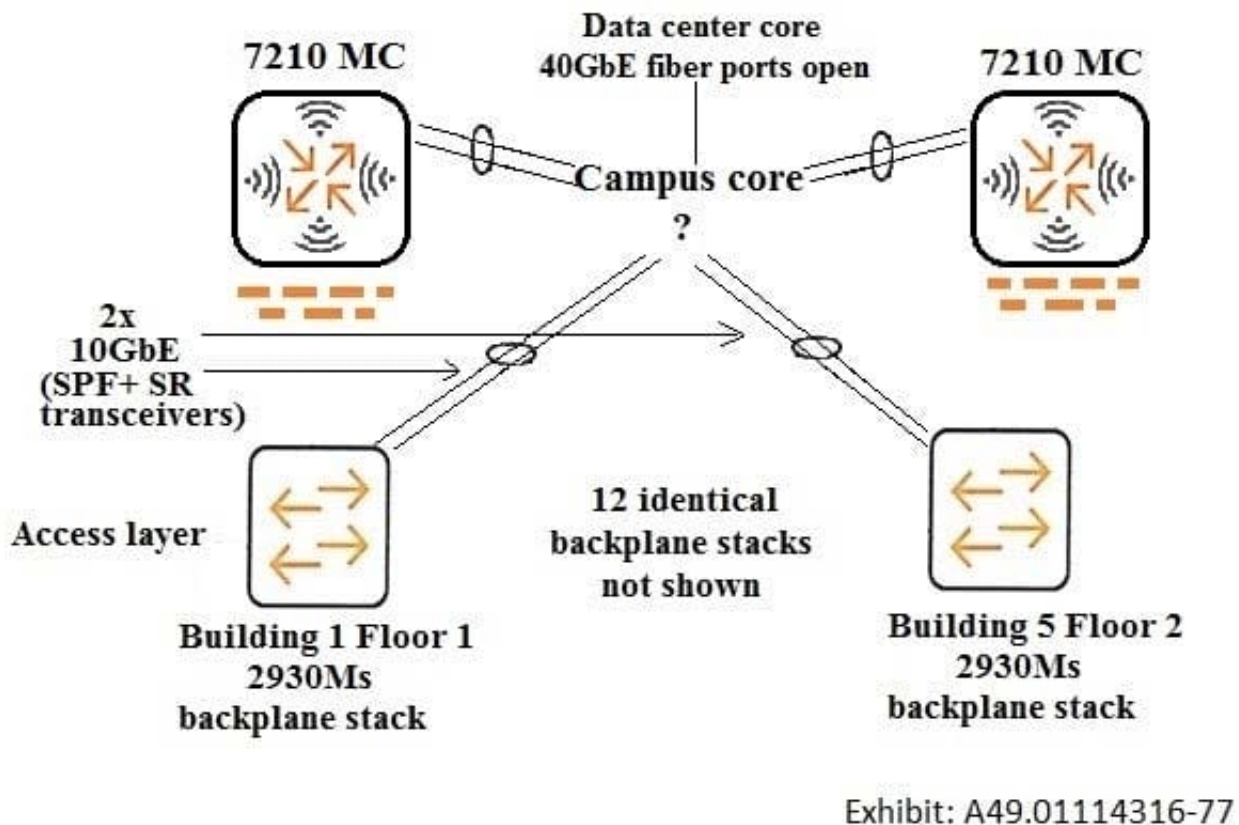 Data center core
40GbE fiber ports open
7210 MC
7210 MC
Campus core
?
2x
10GbE
(SPF+ SR
transceivers)
Access layer
12 identical
backplane stacks
not shown
Building 1 Floor 1
2930Ms
backplane stack
Building 5 Floor 2
2930Ms
backplane stack
Exhibit: A49.01114316-77